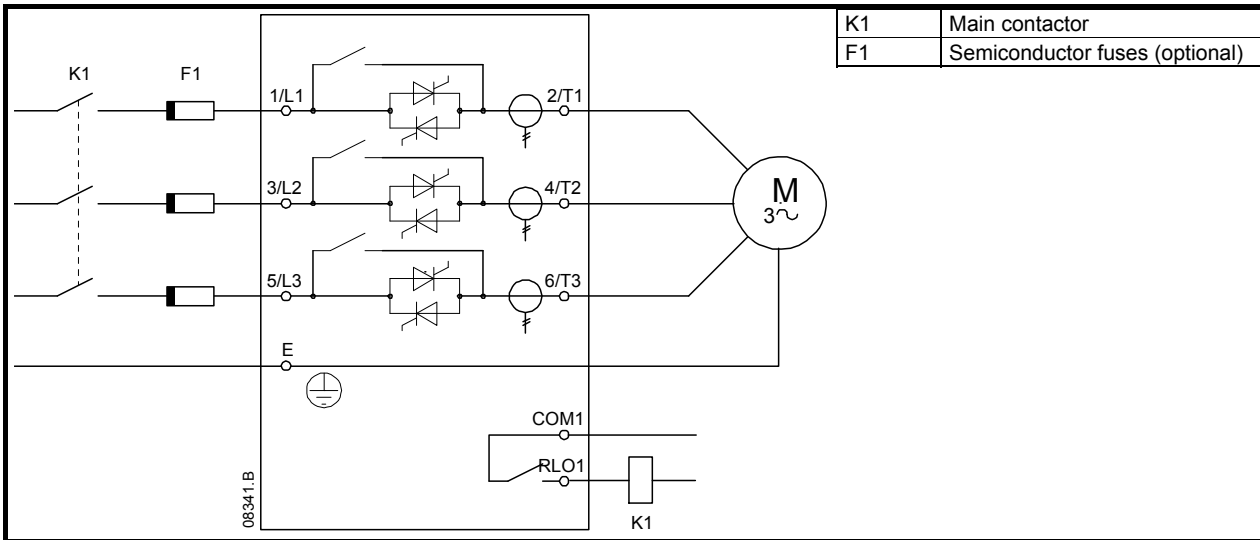 K1 Main contactor
F1 Semiconductor fuses (optional)
K1 F1
1/L1 2/T1
3/L2 4/T2
M
3~
5/L3 6/T3
E
COM1
RLO1
K1
08341.B